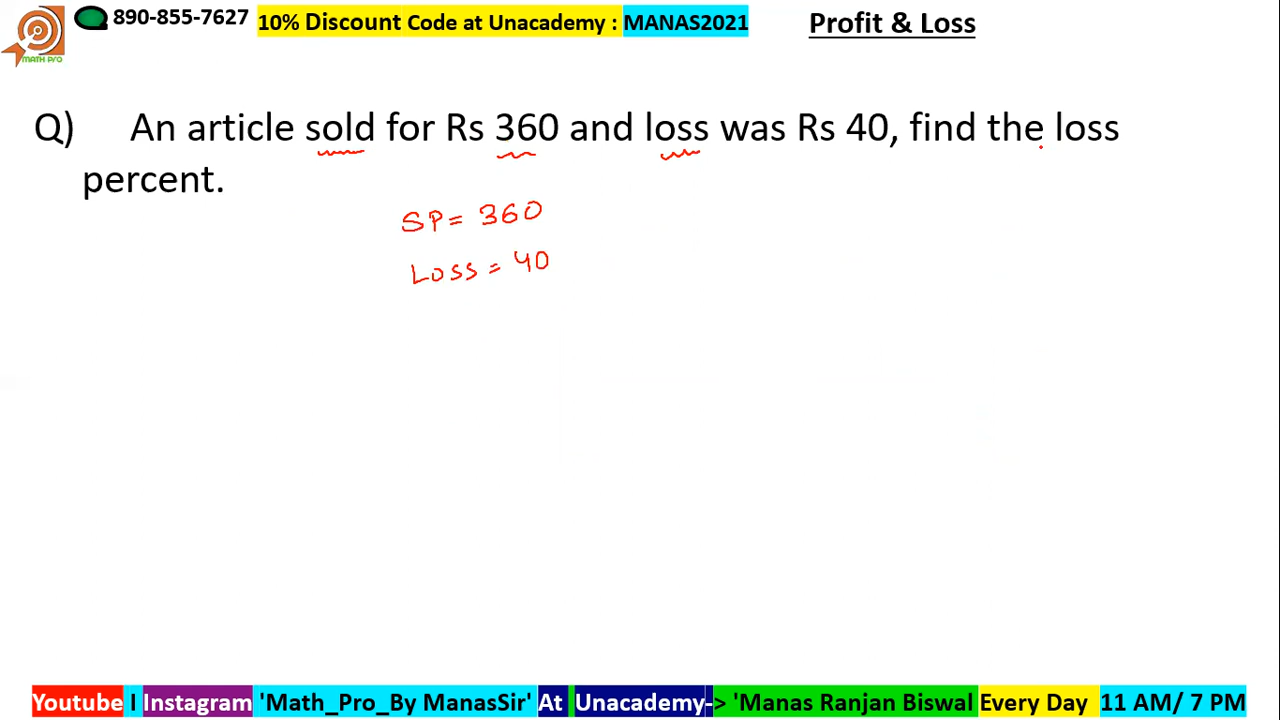 890-855-7627 10% Discount Code at Unacademy : MANAS2021 Profit & Loss
MATH PRO
Q) An article sold for Rs 360 and loss was Rs 40, find the loss
percent.
SP= 360
Loss = 40
Youtube I Instagram 'Math_Pro_By ManasSir' At Unacademy-> 'Manas Ranjan Biswal Every Day 11 AM/ 7 PM